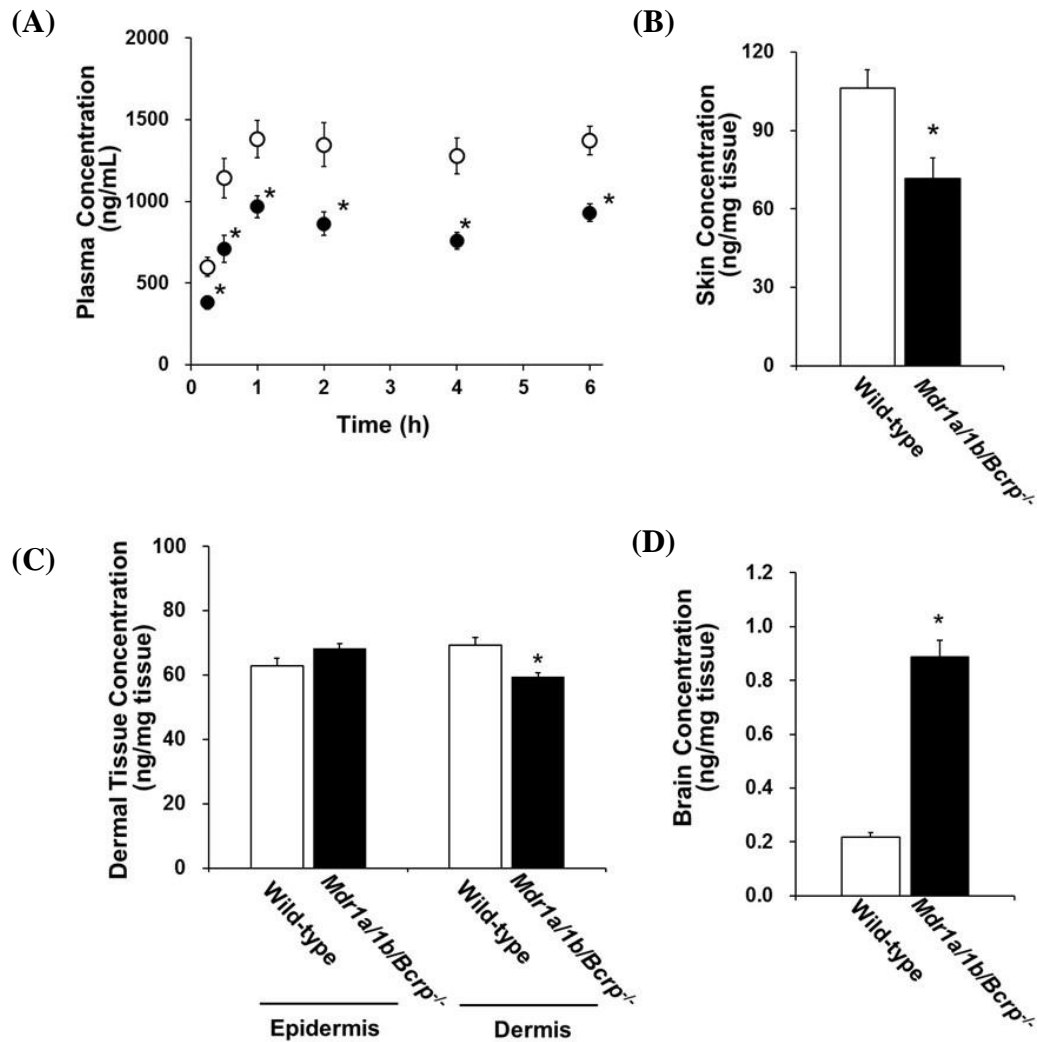 (A)
Plasma Concentration
(ng/mL)
2000
1500
1000
500
0
*
*
*
*
*
*
0
1
2
3
4
5
6
Time (h)
(B)
Skin Concentration
(ng/mg tissue)
120
90
60
30
0
*
Wild-type
Mdr1a/1b/Bcrp-/-
(C)
Dermal Tissue Concentration
(ng/mg tissue)
100
80
60
40
20
0
*
Wild-type
Mdr1a/1b/Bcrp-/-
Wild-type
Mdr1a/1b/Bcrp-/-
Epidermis
Dermis
(D)
Brain Concentration
(ng/mg tissue)
1.2
1.0
0.8
0.6
0.4
0.2
0.0
*
Wild-type
Mdr1a/1b/Bcrp-/-